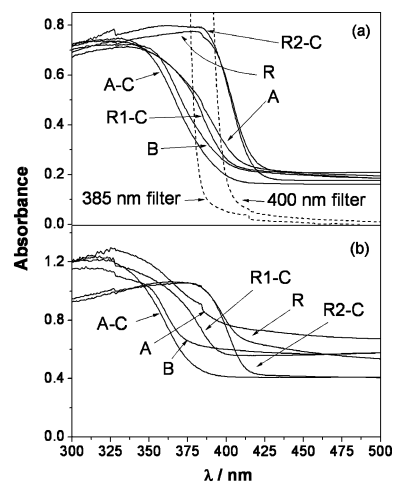 0.8
(a)
R2-C
0.6
R
A-C
A
0.4
R1-C
B
0.2
385 nm filter
400 nm filter
0.0
Absorbance
(b)
1.2
R1-C
R
A-C
0.8
R2-C
A
B
0.4
0.0
300 325 350 375 400 425 450 475 500
λ / nm